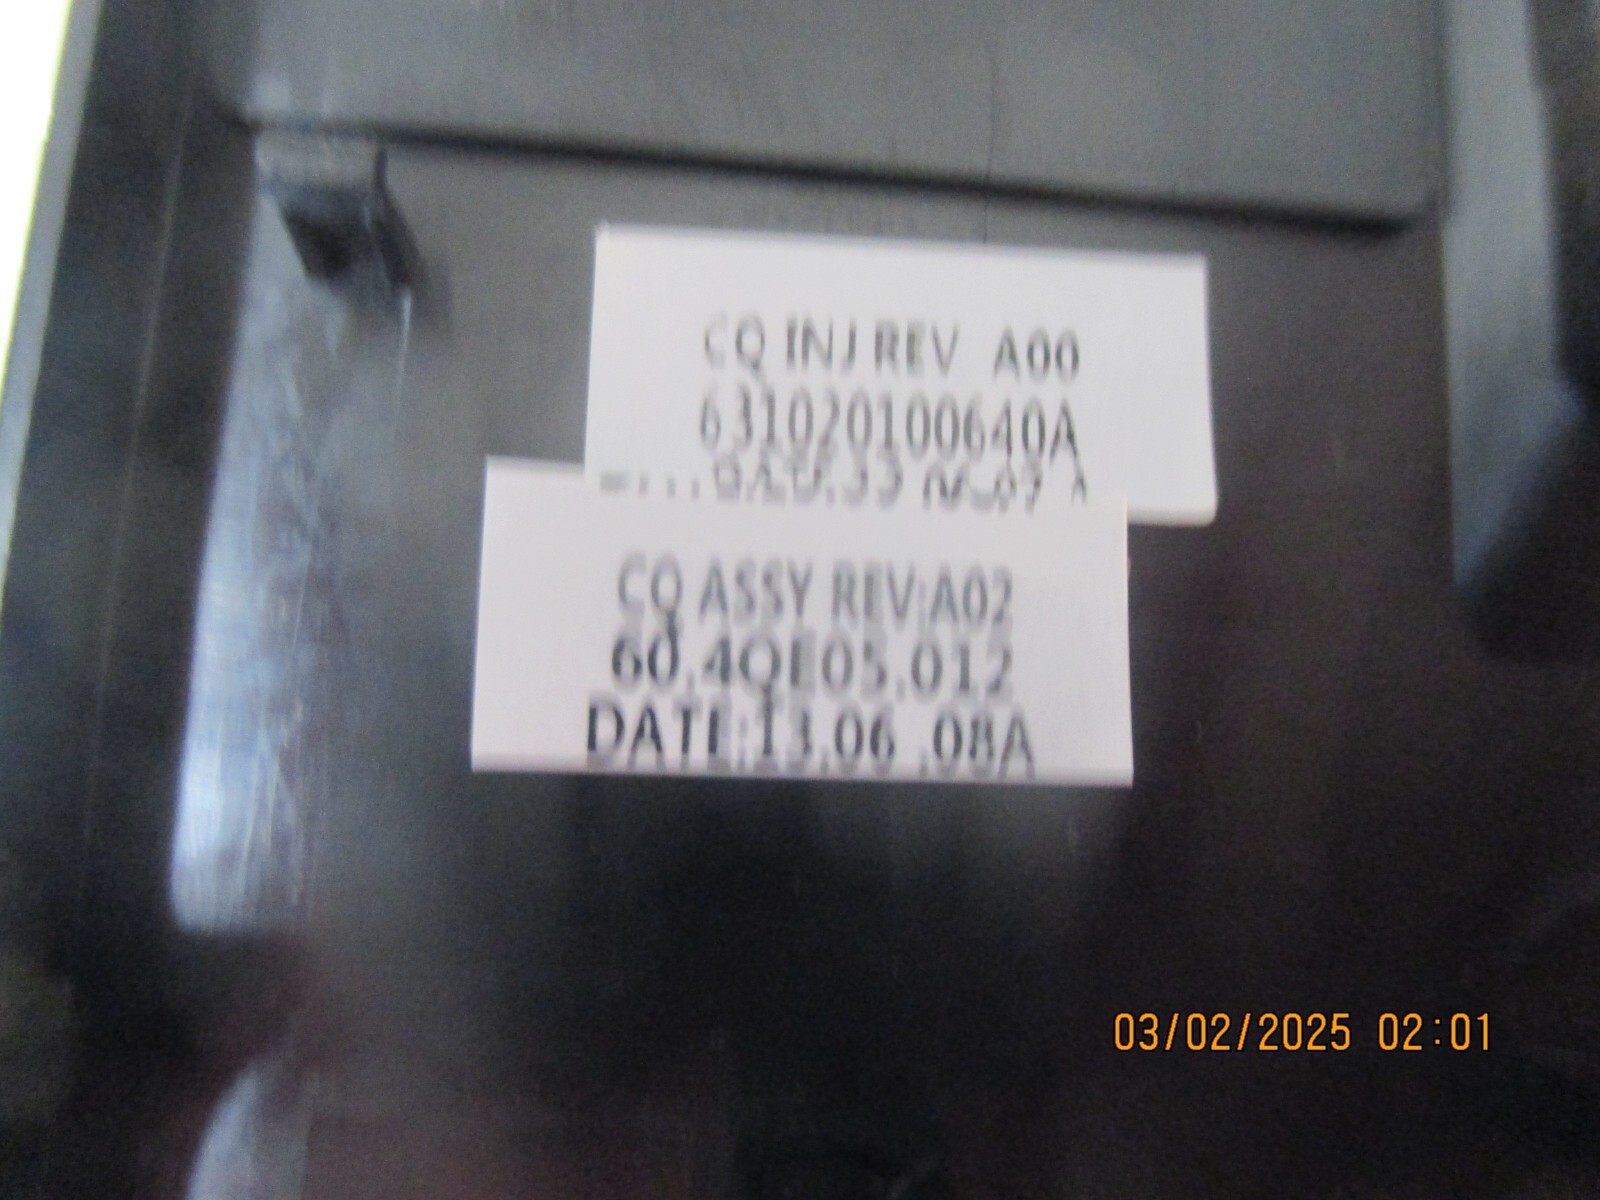 CQ INJ REV A00
631020100640A
CQ ASSY REV:A02
60.4QE05.012
DATE:13.06 .08A
03/02/2025 02:01